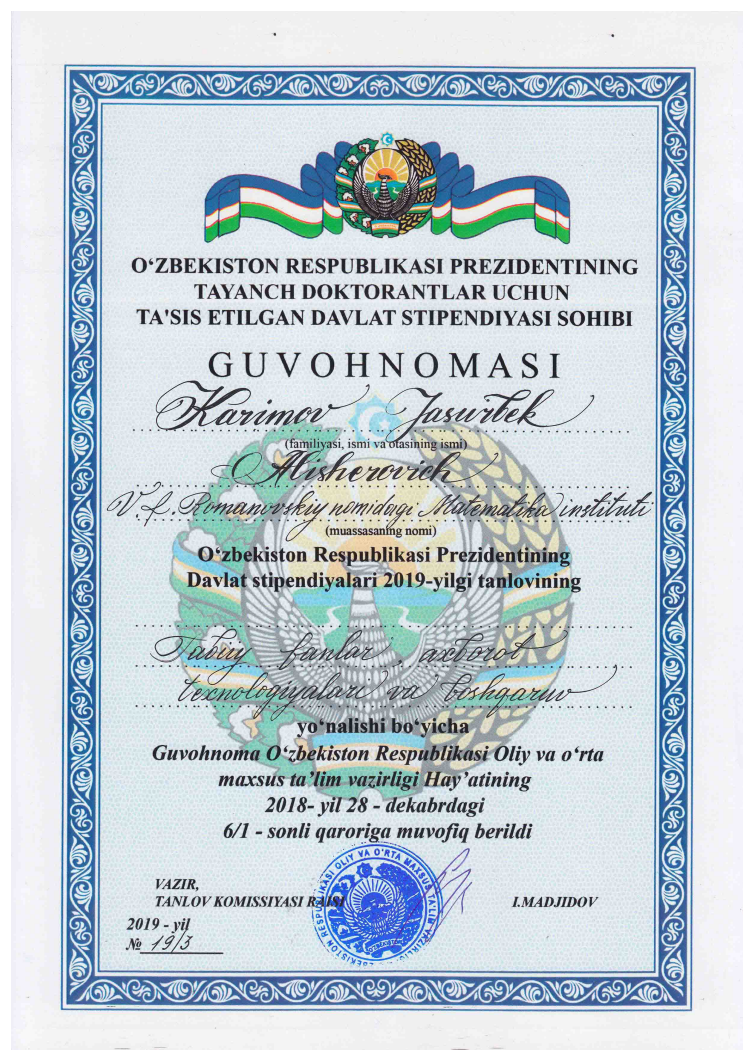 O‘ZBEKISTON RESPUBLIKASI PREZIDENTINING
TAYANCH DOKTORANTLAR UCHUN
TA'SIS ETILGAN DAVLAT STIPENDIYASI SOHIBI
GUVOHNOMASI
Karimov Jasurbek
(familiyasi, ismi va otasining ismi)
Alisherovich
V.I. Romanovskiy nomidagi Matematika instituti
(muassasaning nomi)
O‘zbekiston Respublikasi Prezidentining
Davlat stipendiyalari 2019-yilgi tanlovining
Tabiiy fanlar, axborot
texnologiyalari va boshqaruv
yo‘nalishi bo‘yicha
Guvohnoma O‘zbekiston Respublikasi Oliy va o‘rta
maxsus ta’lim vazirligi Hay’atining
2018- yil 28 - dekabrdagi
6/1 - sonli qaroriga muvofiq berildi
VAZIR,
TANLOV KOMISSIYASI RAISI
I.MADJIDOV
2019 - yil
№ 19/3